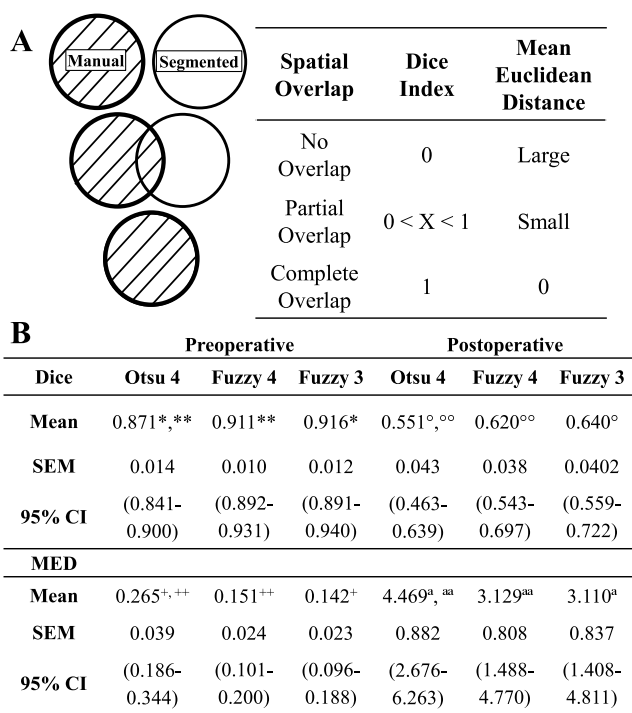 A
Manual
Segmented
Spatial Overlap
Dice Index
Mean Euclidean Distance
No Overlap
0
Large
Partial Overlap
0 < X < 1
Small
Complete Overlap
1
0
B
Preoperative Postoperative
Dice Otsu 4 Fuzzy 4 Fuzzy 3 Otsu 4 Fuzzy 4 Fuzzy 3
Mean 0.871*,** 0.911** 0.916* 0.551°,°° 0.620°° 0.640°
SEM 0.014 0.010 0.012 0.043 0.038 0.0402
95% CI (0.841-0.900) (0.892-0.931) (0.891-0.940) (0.463-0.639) (0.543-0.697) (0.559-0.722)
MED
Mean 0.265⁺,⁺⁺ 0.151⁺⁺ 0.142⁺ 4.469ᵃ, ᵃᵃ 3.129ᵃᵃ 3.110ᵃ
SEM 0.039 0.024 0.023 0.882 0.808 0.837
95% CI (0.186-0.344) (0.101-0.200) (0.096-0.188) (2.676-6.263) (1.488-4.770) (1.408-4.811)